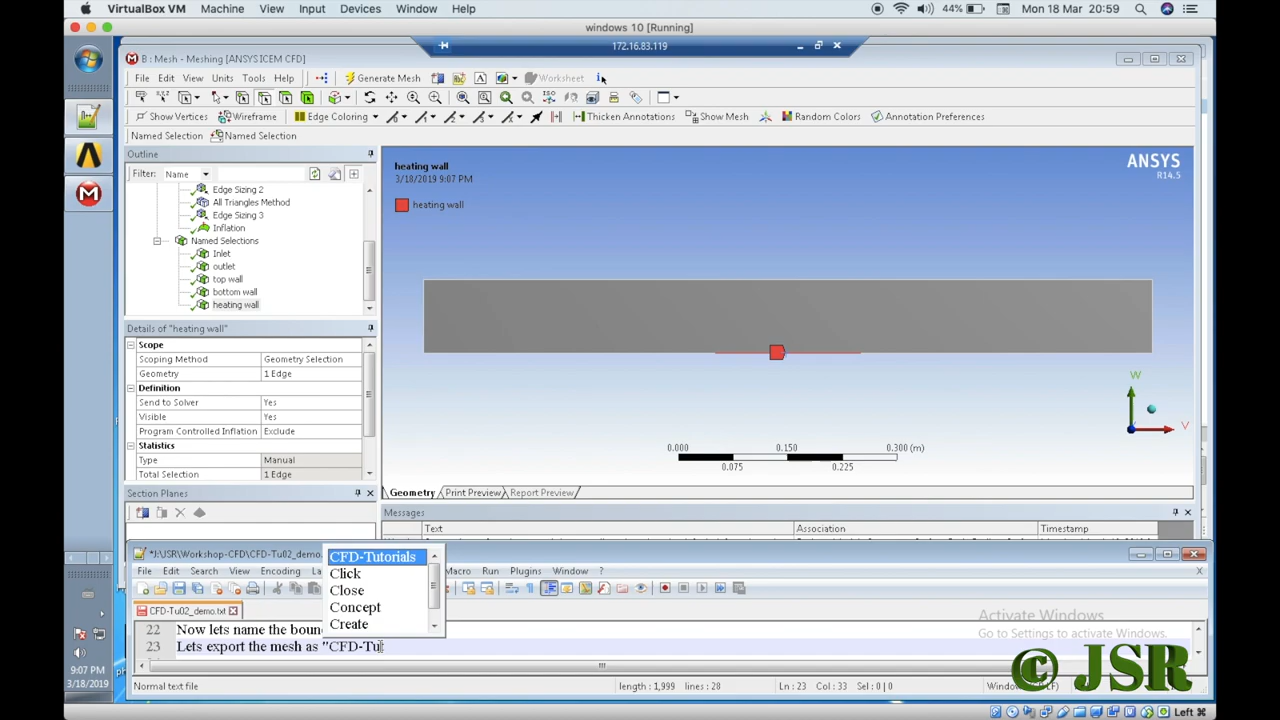 VirtualBox VM Machine View Input Devices Window Help
44% Mon 18 Mar 20:59
windows 10 [Running]
172.16.83.119
B : Mesh - Meshing [ANSYS ICEM CFD]
File Edit View Units Tools Help Generate Mesh Worksheet
Show Vertices Wireframe Edge Coloring Thicken Annotations Show Mesh Random Colors Annotation Preferences
Named Selection Named Selection
Outline
Filter: Name
Edge Sizing 2
All Triangles Method
Edge Sizing 3
Inflation
Named Selections
Inlet
outlet
top wall
bottom wall
heating wall
Details of "heating wall"
Scope
Scoping Method Geometry Selection
Geometry 1 Edge
Definition
Send to Solver Yes
Visible Yes
Program Controlled Inflation Exclude
Statistics
Type Manual
Total Selection 1 Edge
Section Planes
heating wall
3/18/2019 9:07 PM
heating wall
ANSYS
R14.5
W
V
0.000 0.150 0.300 (m)
0.075 0.225
Geometry Print Preview Report Preview
Messages
Text Association Timestamp
*J:\JSR\Workshop-CFD\CFD-Tu02_demo.
File Edit Search View Encoding Macro Run Plugins Window ?
CFD-Tutorials
Click
Close
Concept
Create
CFD-Tu02_demo.txt
22 Now lets name the boun
23 Lets export the mesh as "CFD-Tu
Normal text file length : 1,999 lines : 28 Ln : 23 Col : 33 Sel : 0 | 0
Activate Windows
Go to Settings to activate Windows.
© JSR
9:07 PM
3/18/2019
Left ⌘